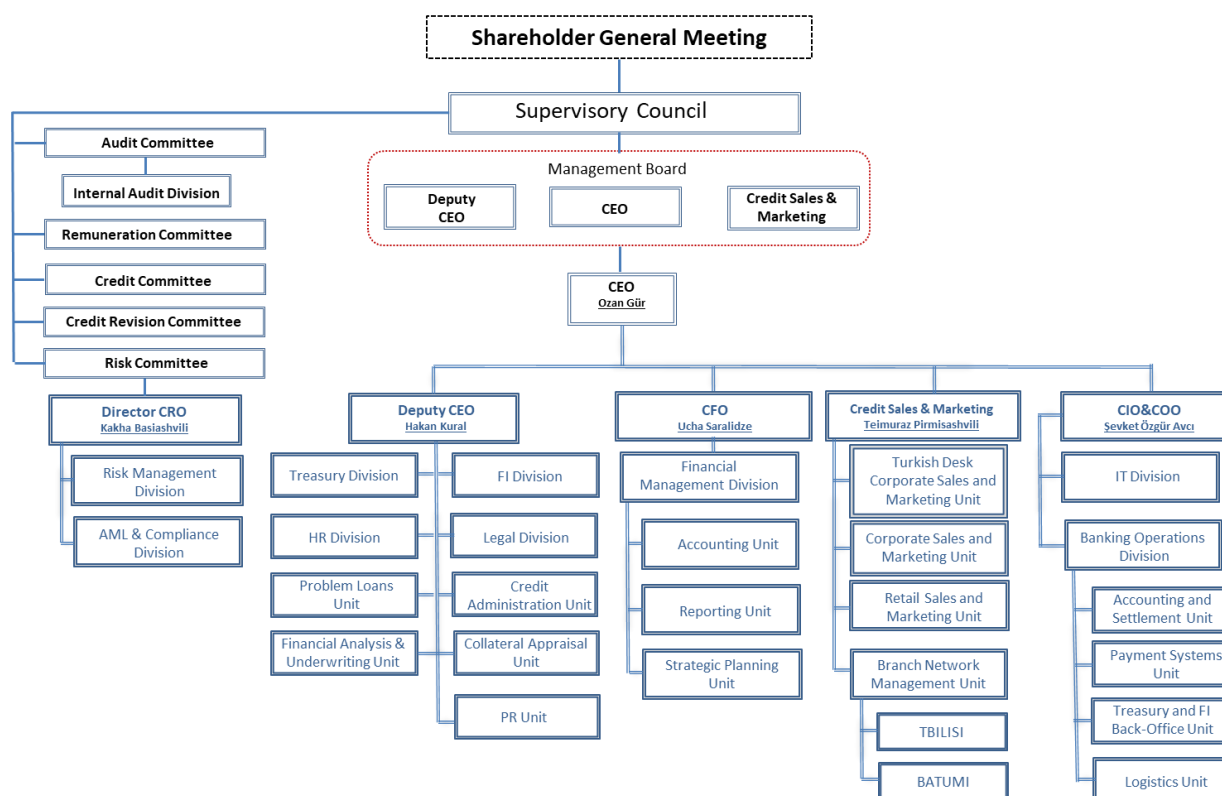 Shareholder General Meeting
Supervisory Council
Audit Committee
Internal Audit Division
Remuneration Committee
Credit Committee
Credit Revision Committee
Risk Committee
Management Board
Deputy
CEO
CEO
Credit Sales &
Marketing
CEO
Ozan Gür
Director CRO
Kakha Basiashvili
Risk Management
Division
AML & Compliance
Division
Deputy CEO
Hakan Kural
Treasury Division
FI Division
HR Division
Legal Division
Problem Loans
Unit
Credit
Administration Unit
Financial Analysis &
Underwriting Unit
Collateral Appraisal
Unit
PR Unit
CFO
Ucha Saralidze
Financial
Management Division
Accounting Unit
Reporting Unit
Strategic Planning
Unit
Credit Sales & Marketing
Teimuraz Pirmisashvili
Turkish Desk
Corporate Sales and
Marketing Unit
Corporate Sales and
Marketing Unit
Retail Sales and
Marketing Unit
Branch Network
Management Unit
TBILISI
BATUMI
CIO&COO
Şevket Özgür Avcı
IT Division
Banking Operations
Division
Accounting and
Settlement Unit
Payment Systems
Unit
Treasury and FI
Back-Office Unit
Logistics Unit